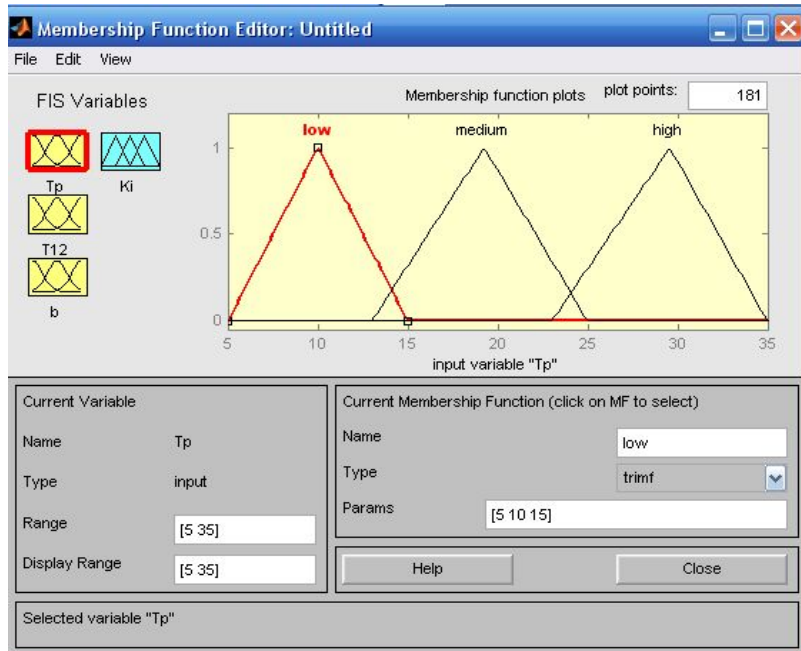 Membership Function Editor: Untitled
File Edit View
FIS Variables
Tp
Ki
T12
b
Membership function plots
plot points:
181
low
medium
high
1
0.5
0
5
10
15
20
25
30
35
input variable "Tp"
Current Variable
Name
Tp
Type
input
Range
[5 35]
Display Range
[5 35]
Current Membership Function (click on MF to select)
Name
low
Type
trimf
Params
[5 10 15]
Help
Close
Selected variable "Tp"